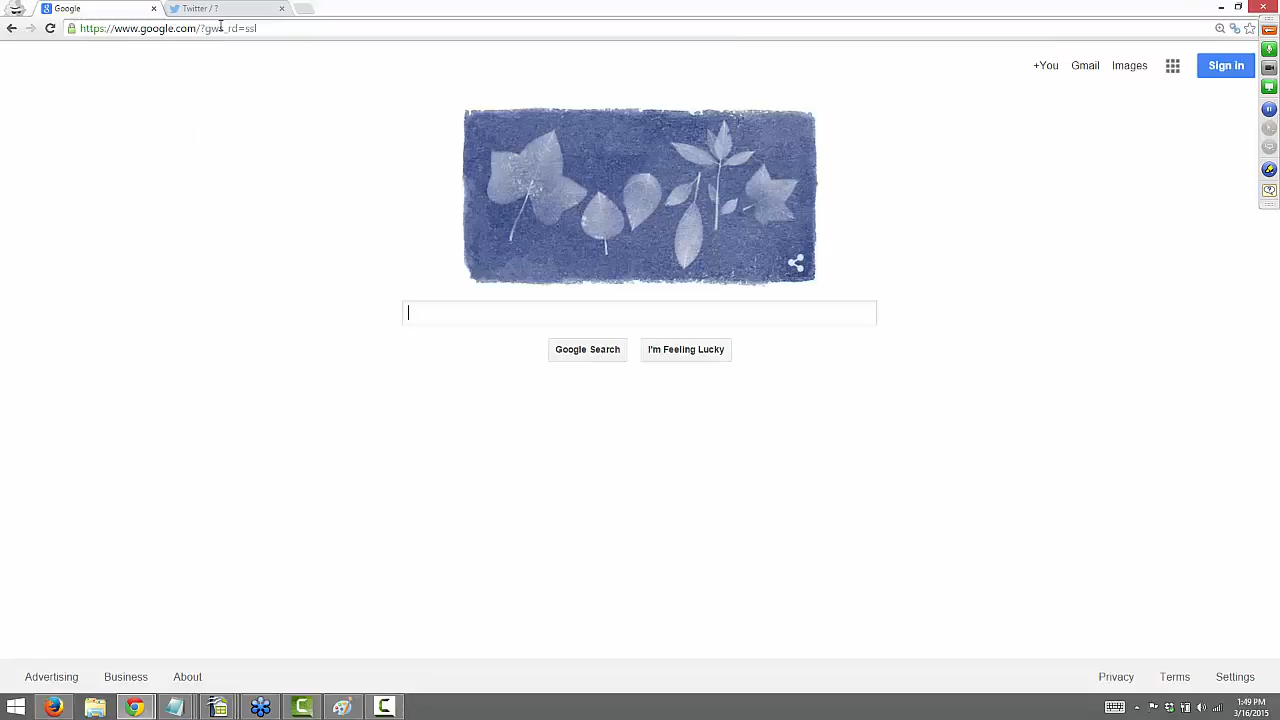 Google
Twitter / ?
https://www.google.com/?gws_rd=ssl
+You Gmail Images Sign in
Google Search I'm Feeling Lucky
Advertising Business About Privacy Terms Settings
1:49 PM
3/16/2015